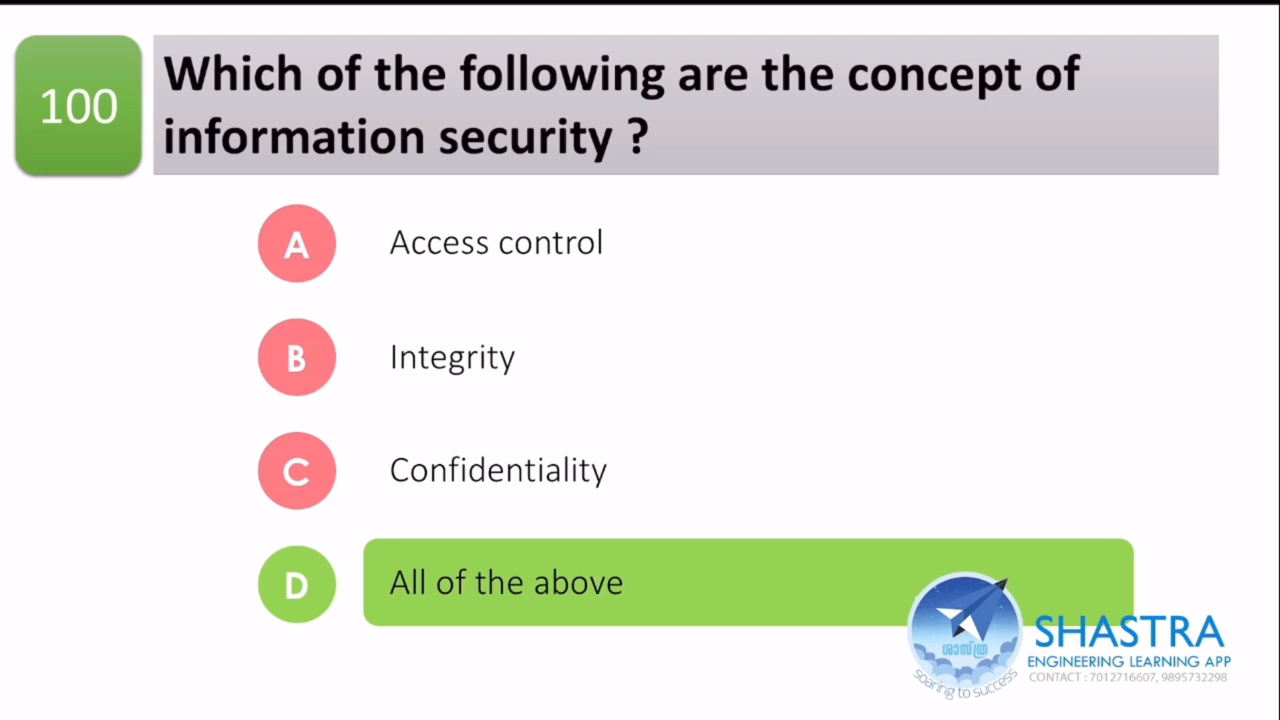 100
Which of the following are the concept of
information security ?
A
Access control
B
Integrity
C
Confidentiality
D
All of the above
ശാസ്ത്ര
soaring to success
SHASTRA
ENGINEERING LEARNING APP
CONTACT : 7012716607, 9895732298